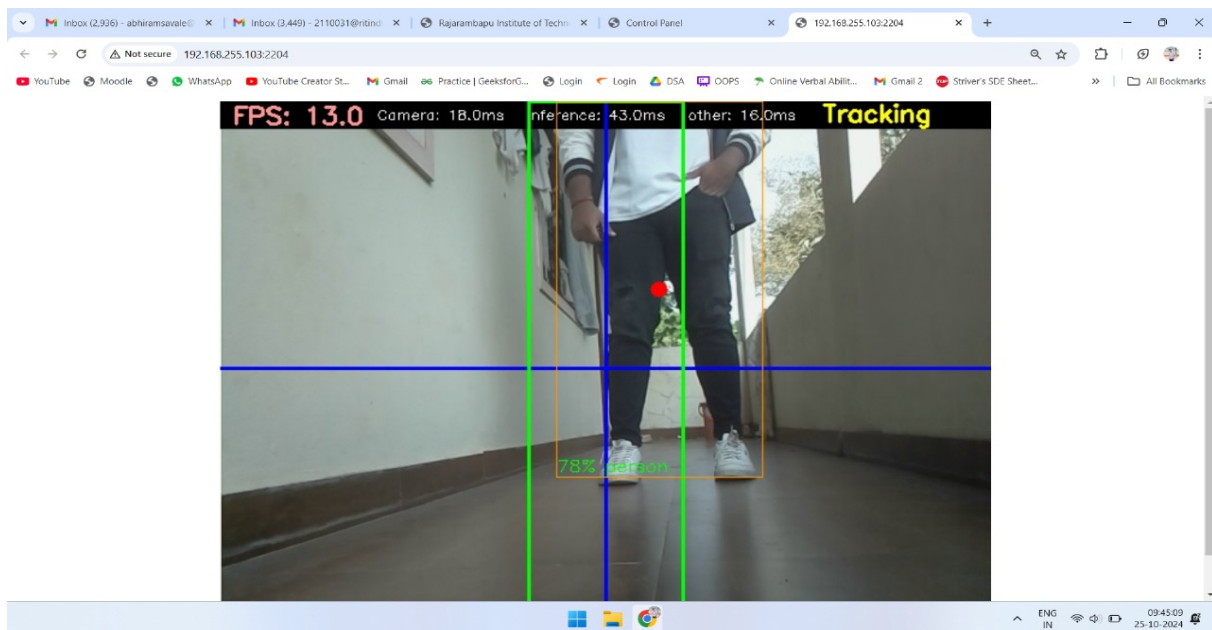 Inbox (2,936) - abhiramsavale@ Inbox (3,449) - 2110031@ritind Rajarambapu Institute of Techn Control Panel 192.168.255.103:2204
Not secure 192.168.255.103:2204
YouTube Moodle WhatsApp YouTube Creator St... Gmail Practice | GeeksforG... Login Login DSA OOPS Online Verbal Abilit... Gmail 2 Striver's SDE Sheet... » All Bookmarks
FPS: 13.0 Camera: 18.0ms nference: 43.0ms other: 16.0ms Tracking
78% person
ENG 09:45:09
IN 25-10-2024